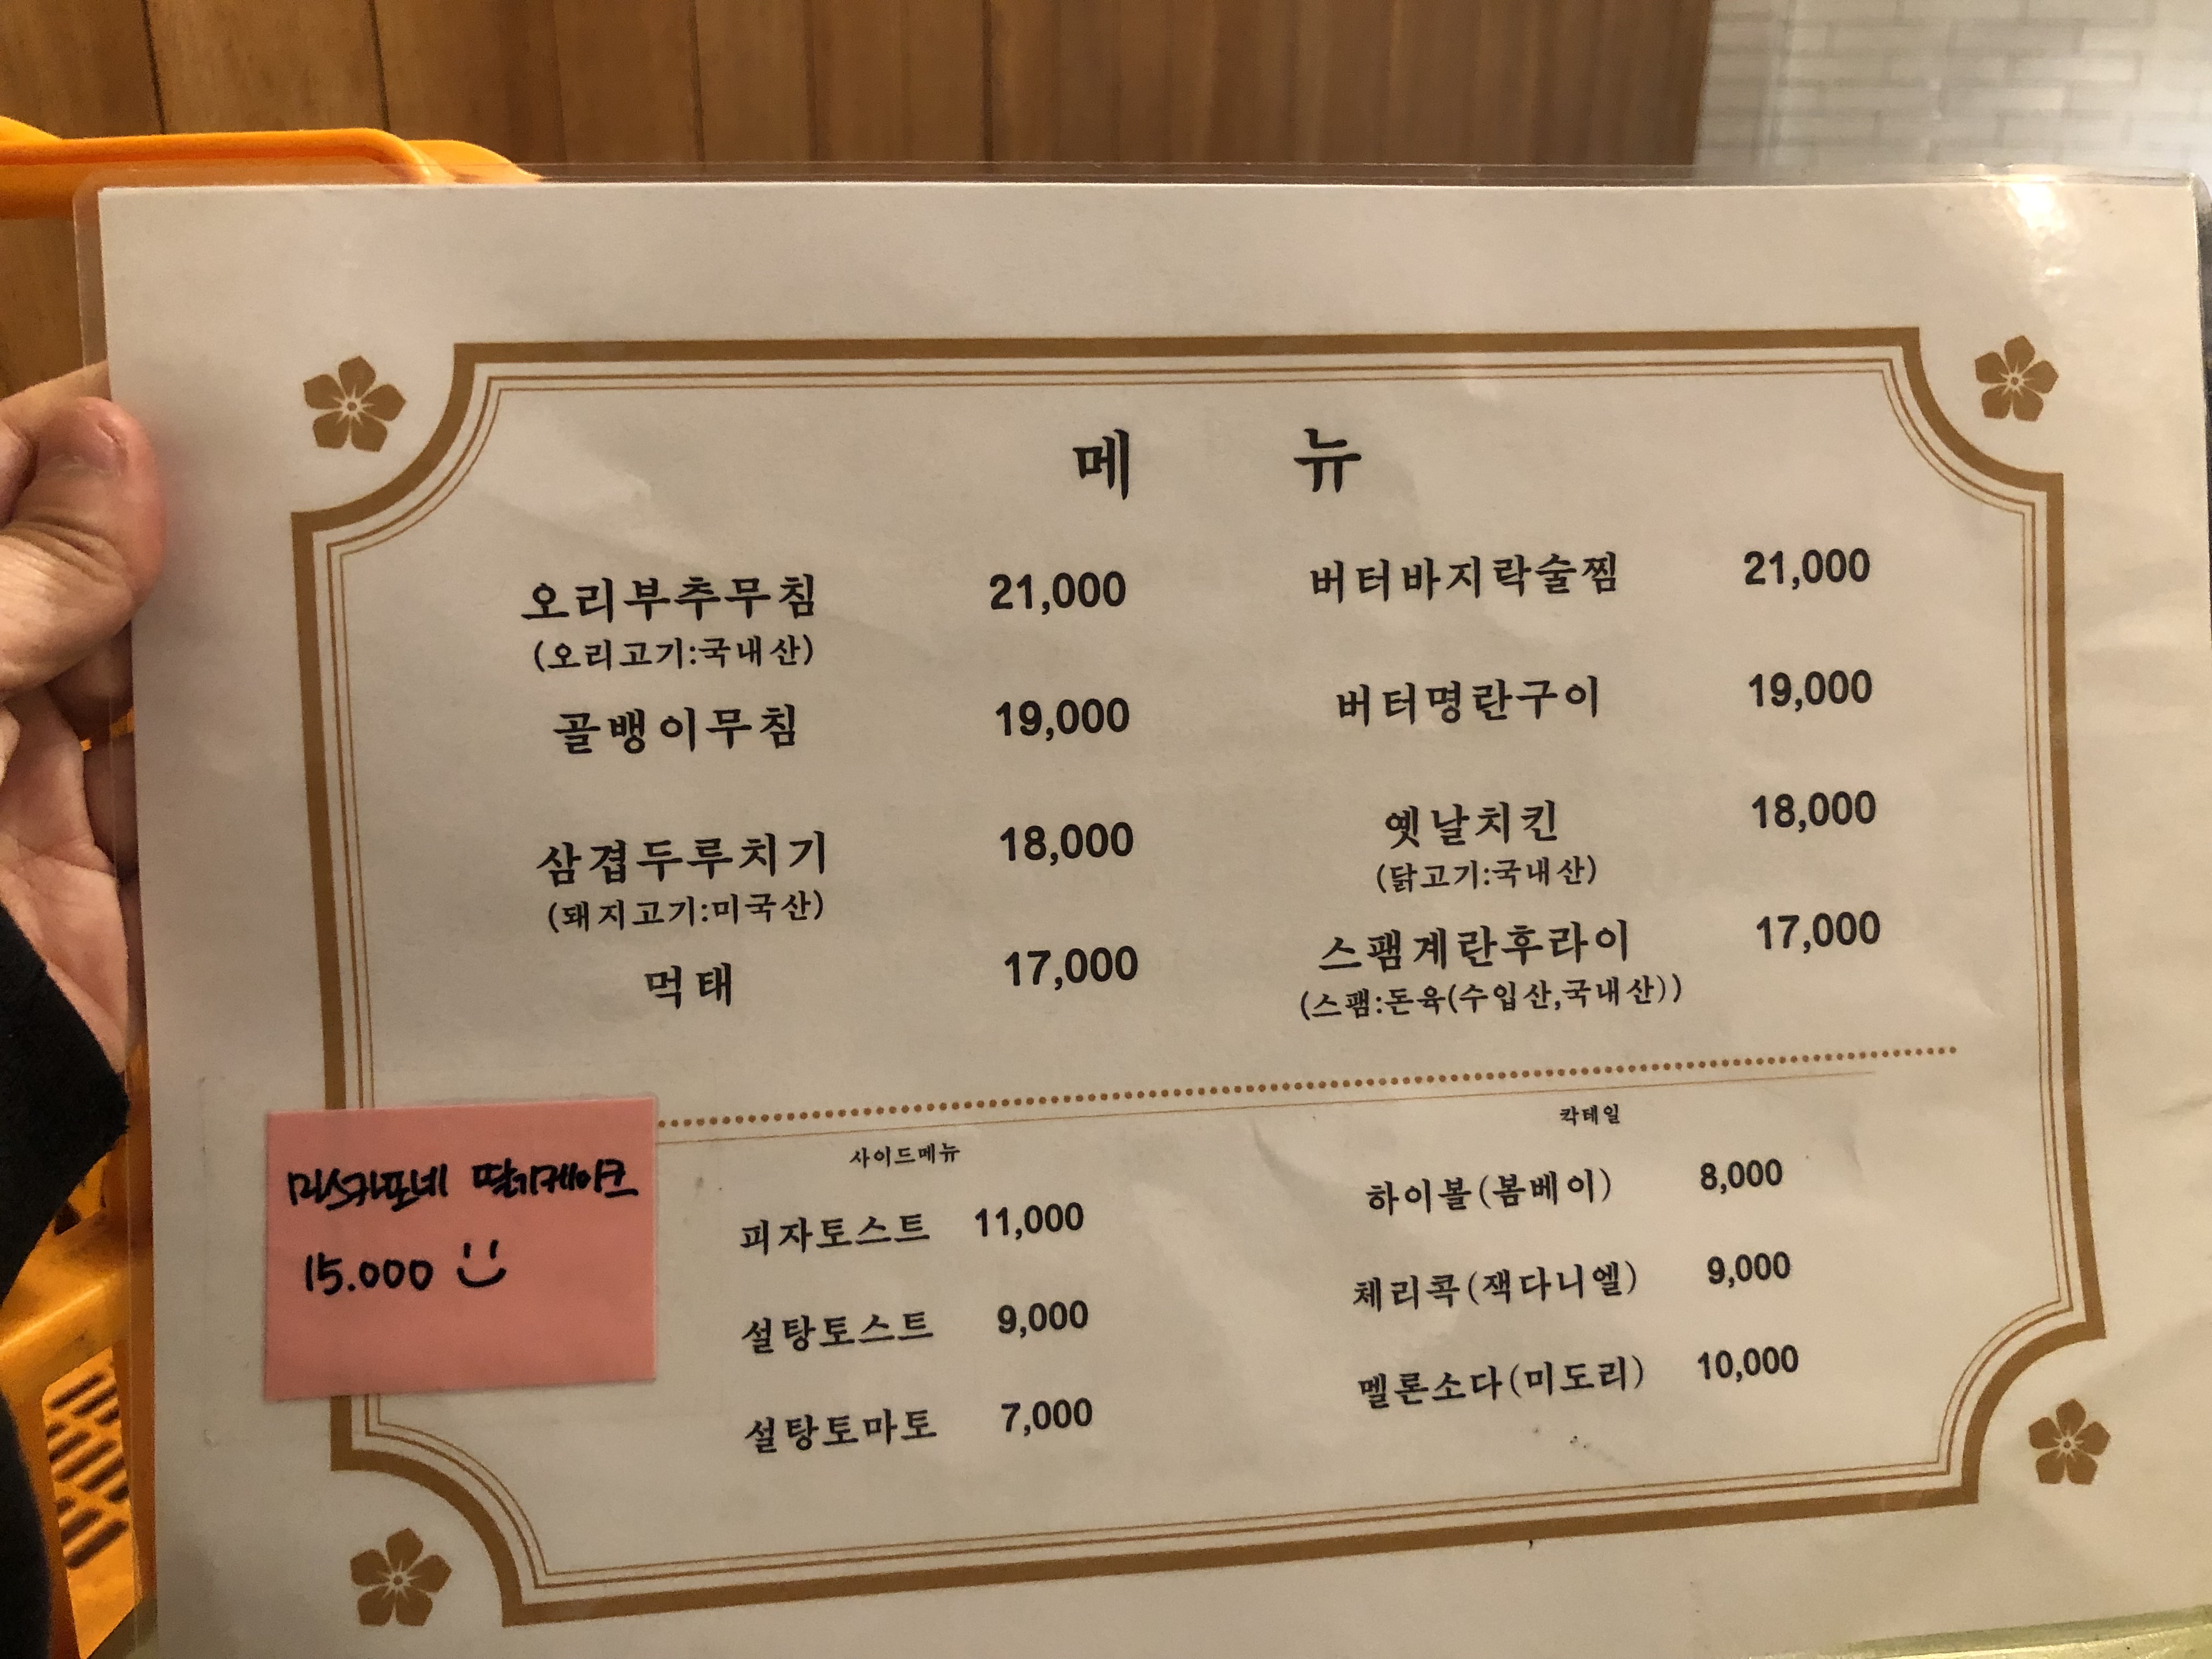 메 뉴
오리부추무침 21,000
(오리고기:국내산)
골뱅이무침 19,000
삼겹두루치기 18,000
(돼지고기:미국산)
먹태 17,000
버터바지락술찜 21,000
버터명란구이 19,000
옛날치킨 18,000
(닭고기:국내산)
스팸계란후라이 17,000
(스팸:돈육(수입산,국내산))
미스카포네 딸기케이크
15.000
사이드메뉴
피자토스트 11,000
설탕토스트 9,000
설탕토마토 7,000
칵테일
하이볼(봄베이) 8,000
체리콕(잭다니엘) 9,000
멜론소다(미도리) 10,000